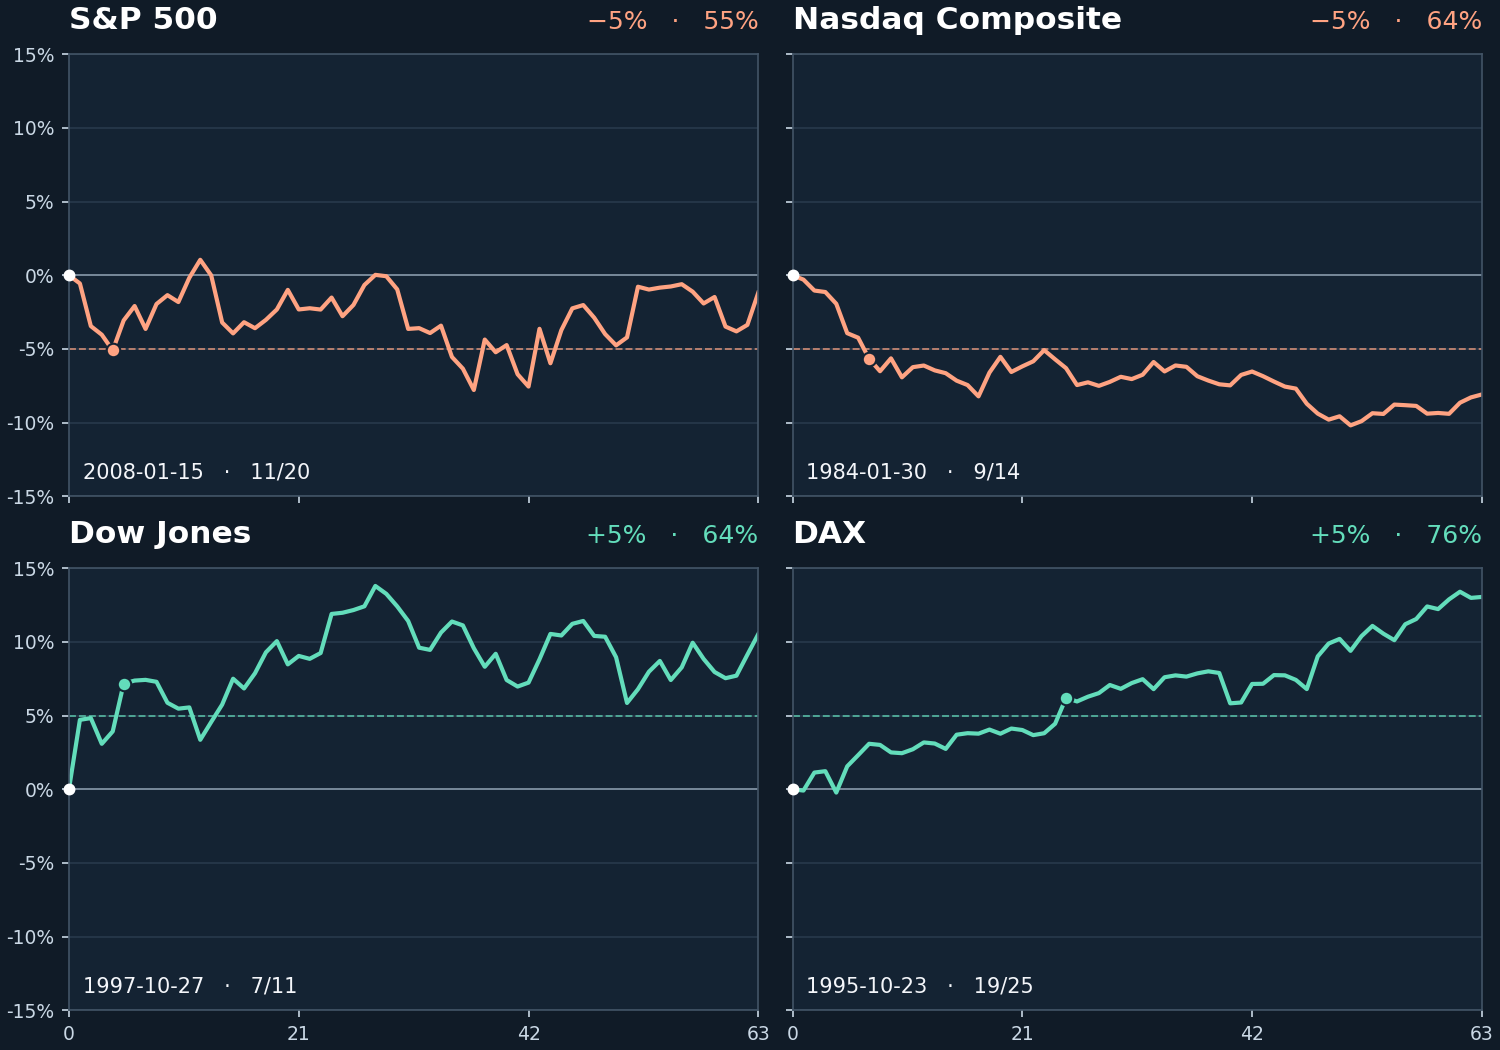 S&P 500 −5% · 55%
15%
10%
5%
0%
-5%
-10%
-15%
2008-01-15 · 11/20
Nasdaq Composite −5% · 64%
1984-01-30 · 9/14
Dow Jones +5% · 64%
15%
10%
5%
0%
-5%
-10%
-15%
1997-10-27 · 7/11
0 21 42 63
DAX +5% · 76%
1995-10-23 · 19/25
0 21 42 63